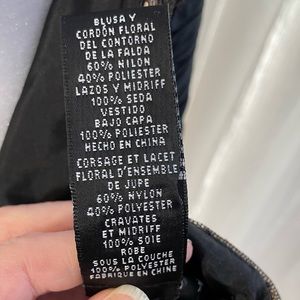 BLUSA Y
CORDÓN FLORAL
DEL CONTORNO
DE LA FALDA
60% NILON
40% POLIESTER
LAZOS Y MIDRIFF
100% SEDA
VESTIDO
BAJO CAPA
100% POLIESTER
HECHO EN CHINA
CORSAGE ET LACET
FLORAL D'ENSEMBLE
DE JUPE
60% NYLON
40% POLYESTER
CRAVATES
ET MIDRIFF
100% SOIE
ROBE
SOUS LA COUCHE
100% POLYESTER
FABRIQUE EN CHINE